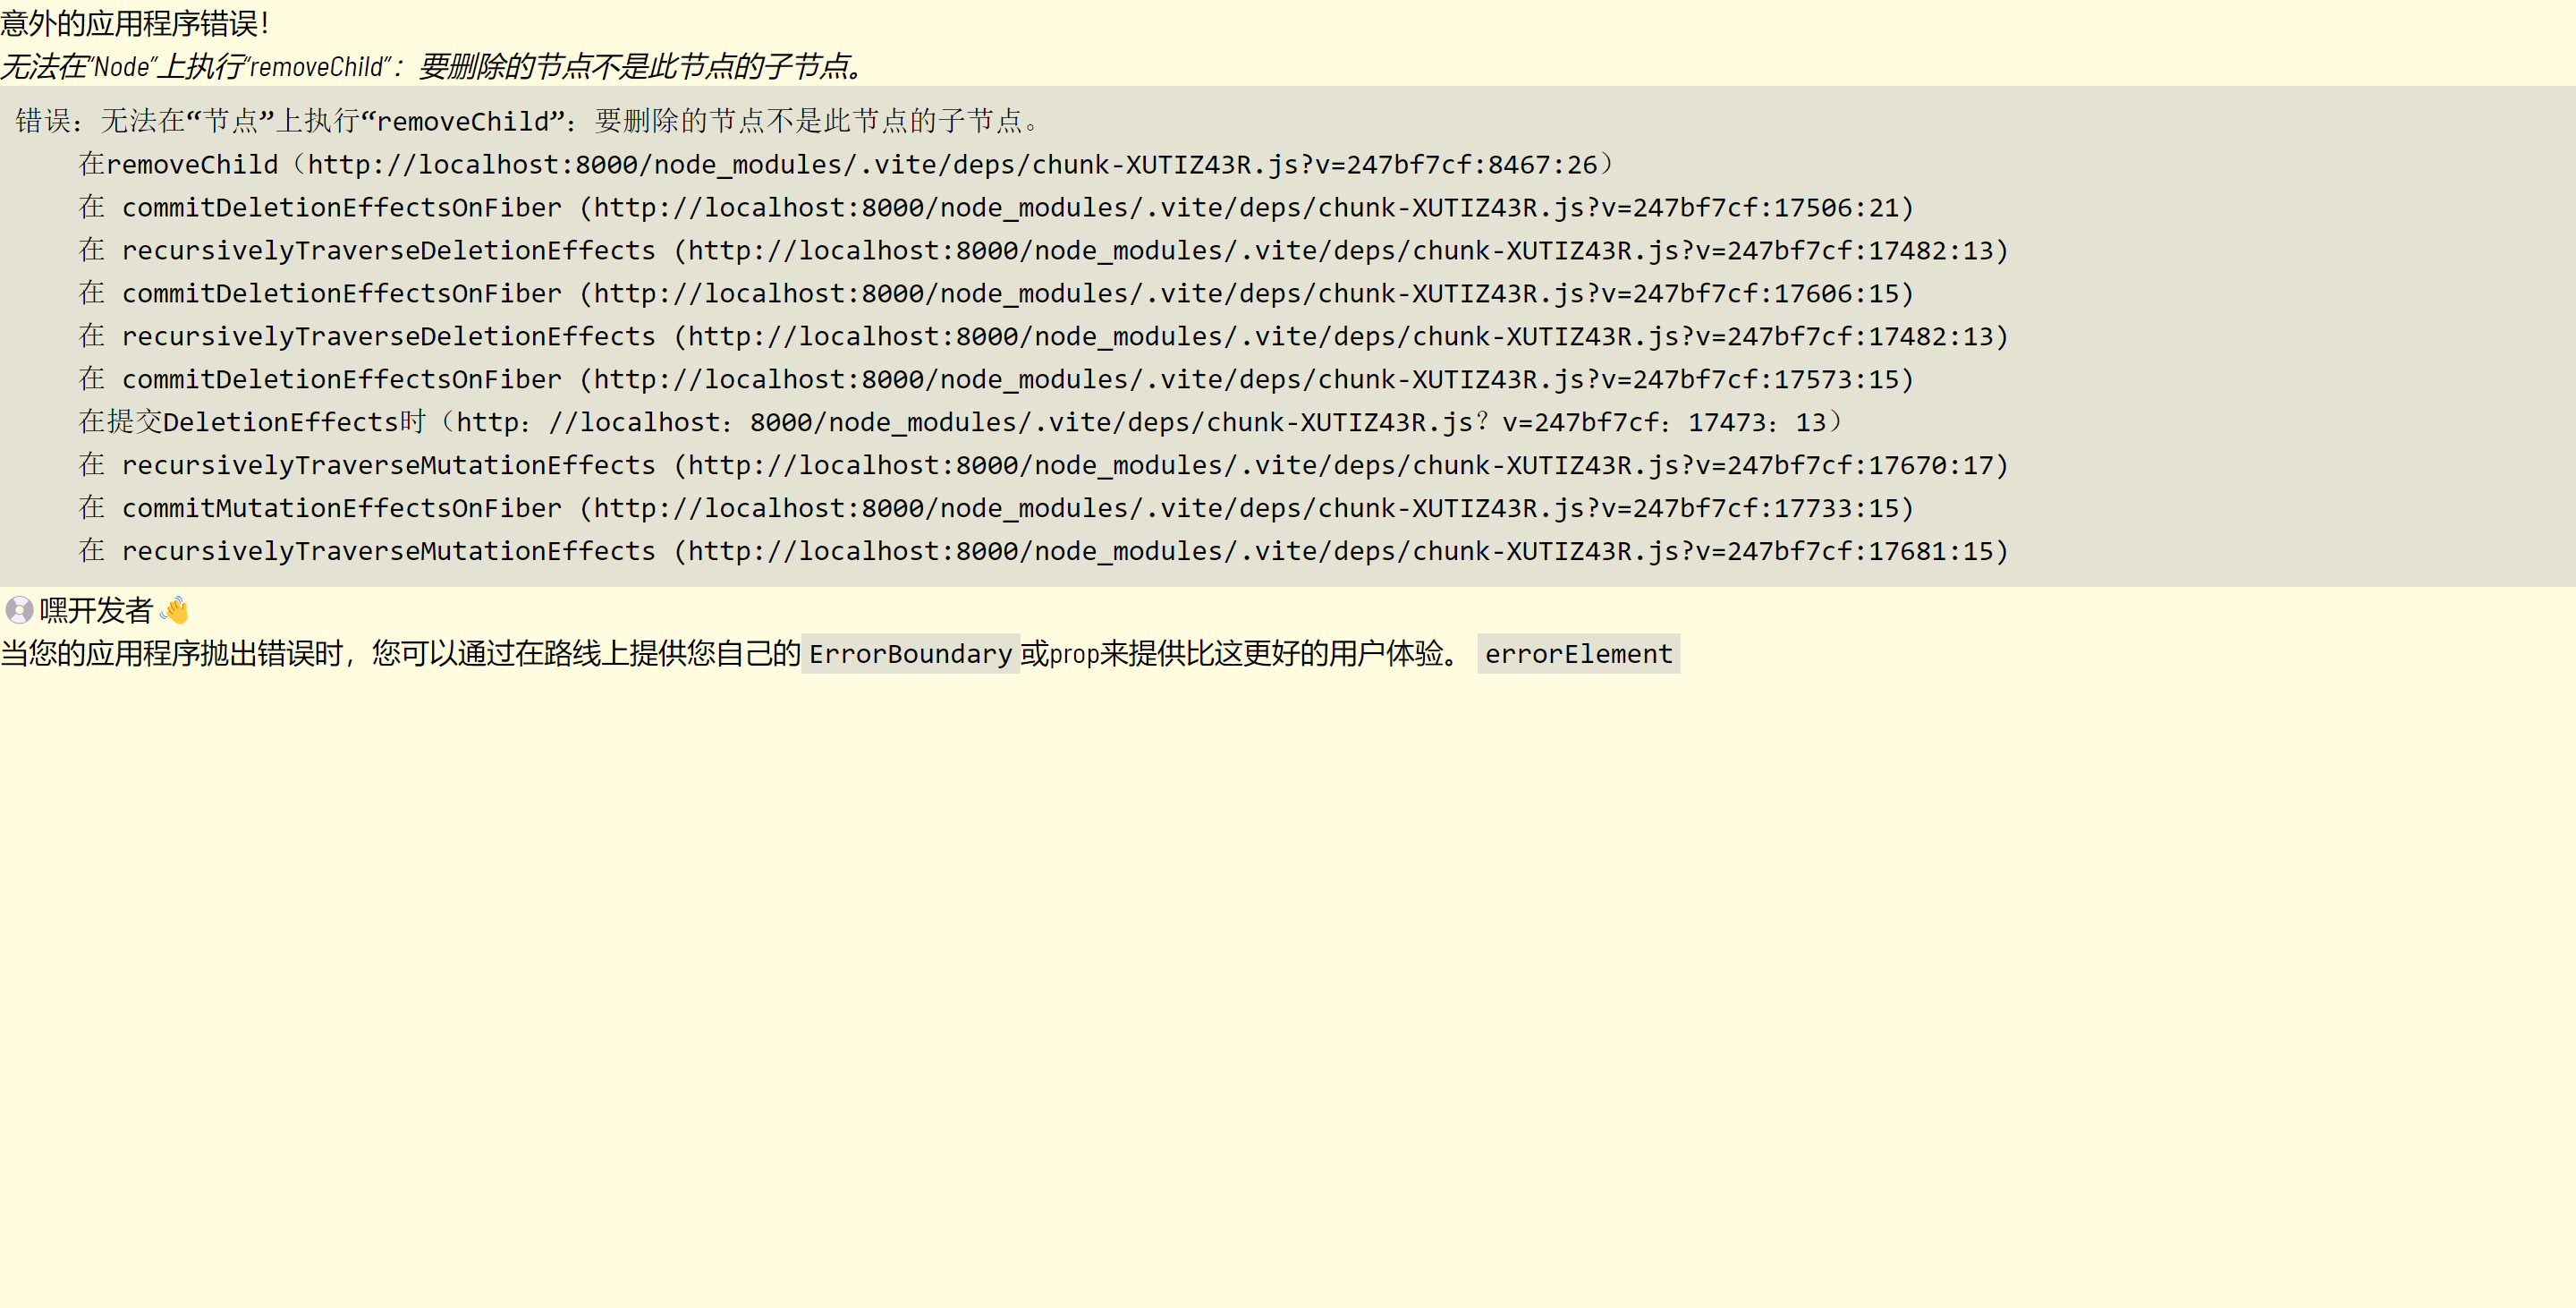 意外的应用程序错误！
无法在“Node”上执行“removeChild”：要删除的节点不是此节点的子节点。
错误：无法在“节点”上执行“removeChild”：要删除的节点不是此节点的子节点。
在removeChild（http://localhost:8000/node_modules/.vite/deps/chunk-XUTIZ43R.js?v=247bf7cf:8467:26）
在 commitDeletionEffectsOnFiber (http://localhost:8000/node_modules/.vite/deps/chunk-XUTIZ43R.js?v=247bf7cf:17506:21)
在 recursivelyTraverseDeletionEffects (http://localhost:8000/node_modules/.vite/deps/chunk-XUTIZ43R.js?v=247bf7cf:17482:13)
在 commitDeletionEffectsOnFiber (http://localhost:8000/node_modules/.vite/deps/chunk-XUTIZ43R.js?v=247bf7cf:17606:15)
在 recursivelyTraverseDeletionEffects (http://localhost:8000/node_modules/.vite/deps/chunk-XUTIZ43R.js?v=247bf7cf:17482:13)
在 commitDeletionEffectsOnFiber (http://localhost:8000/node_modules/.vite/deps/chunk-XUTIZ43R.js?v=247bf7cf:17573:15)
在提交DeletionEffects时（http：//localhost：8000/node_modules/.vite/deps/chunk-XUTIZ43R.js？v=247bf7cf：17473：13）
在 recursivelyTraverseMutationEffects (http://localhost:8000/node_modules/.vite/deps/chunk-XUTIZ43R.js?v=247bf7cf:17670:17)
在 commitMutationEffectsOnFiber (http://localhost:8000/node_modules/.vite/deps/chunk-XUTIZ43R.js?v=247bf7cf:17733:15)
在 recursivelyTraverseMutationEffects (http://localhost:8000/node_modules/.vite/deps/chunk-XUTIZ43R.js?v=247bf7cf:17681:15)
💿嘿开发者👋
当您的应用程序抛出错误时，您可以通过在路线上提供您自己的 ErrorBoundary 或prop来提供比这更好的用户体验。 errorElement